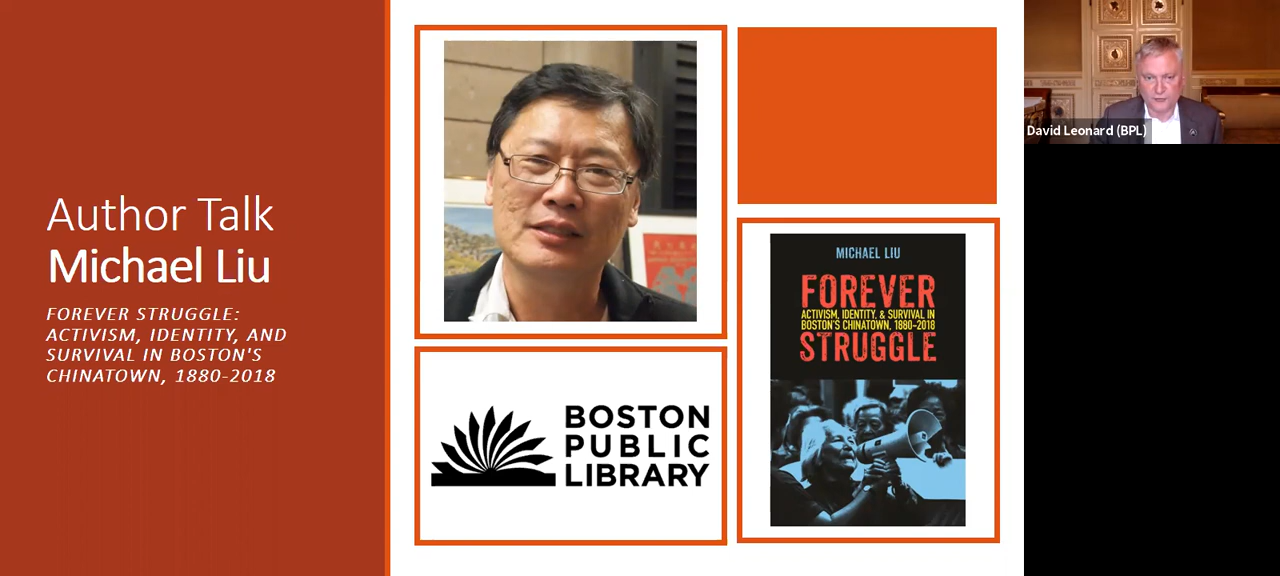 Author Talk
Michael Liu
FOREVER STRUGGLE:
ACTIVISM, IDENTITY, AND
SURVIVAL IN BOSTON'S
CHINATOWN, 1880-2018
BOSTON
PUBLIC
LIBRARY
MICHAEL LIU
FOREVER
ACTIVISM, IDENTITY, & SURVIVAL IN
BOSTON'S CHINATOWN, 1880-2018
STRUGGLE
David Leonard (BPL)